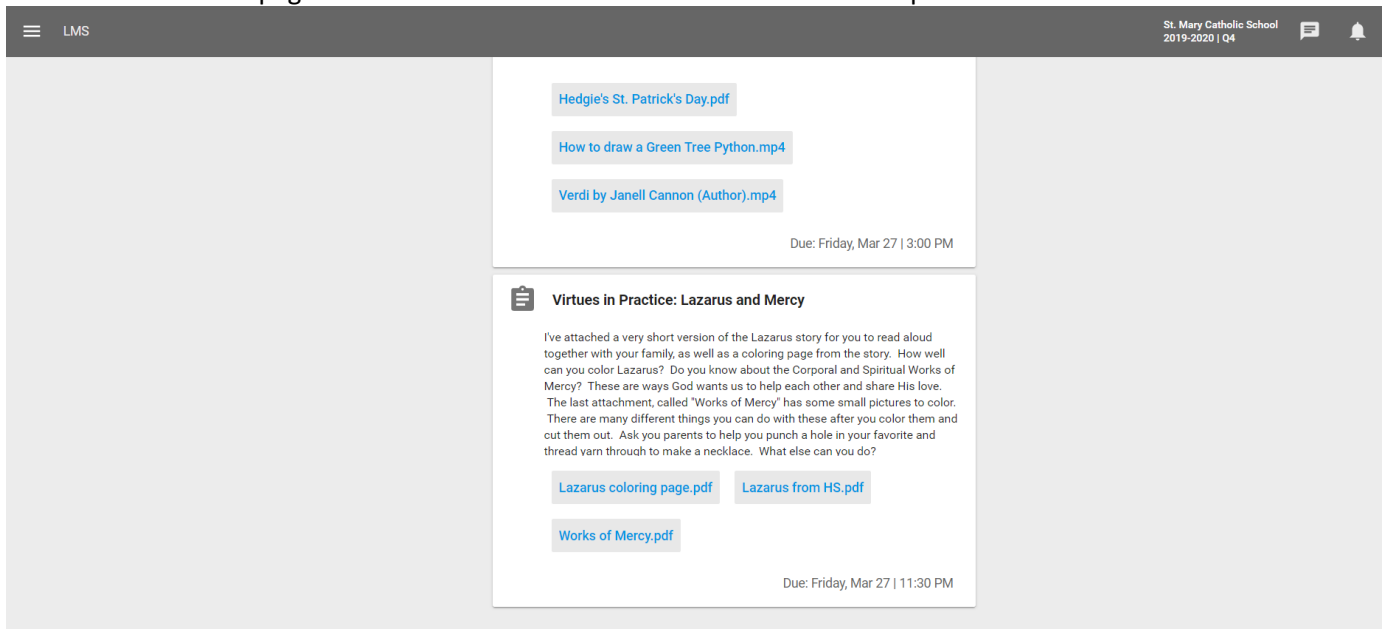 LMS
St. Mary Catholic School
2019-2020 | Q4
Hedgie's St. Patrick's Day.pdf
How to draw a Green Tree Python.mp4
Verdi by Janell Cannon (Author).mp4
Due: Friday, Mar 27 | 3:00 PM
Virtues in Practice: Lazarus and Mercy
I've attached a very short version of the Lazarus story for you to read aloud
together with your family, as well as a coloring page from the story.  How well
can you color Lazarus?  Do you know about the Corporal and Spiritual Works of
Mercy?  These are ways God wants us to help each other and share His love.
The last attachment, called "Works of Mercy" has some small pictures to color.
There are many different things you can do with these after you color them and
cut them out.  Ask you parents to help you punch a hole in your favorite and
thread yarn through to make a necklace.  What else can you do?
Lazarus coloring page.pdf Lazarus from HS.pdf
Works of Mercy.pdf
Due: Friday, Mar 27 | 11:30 PM